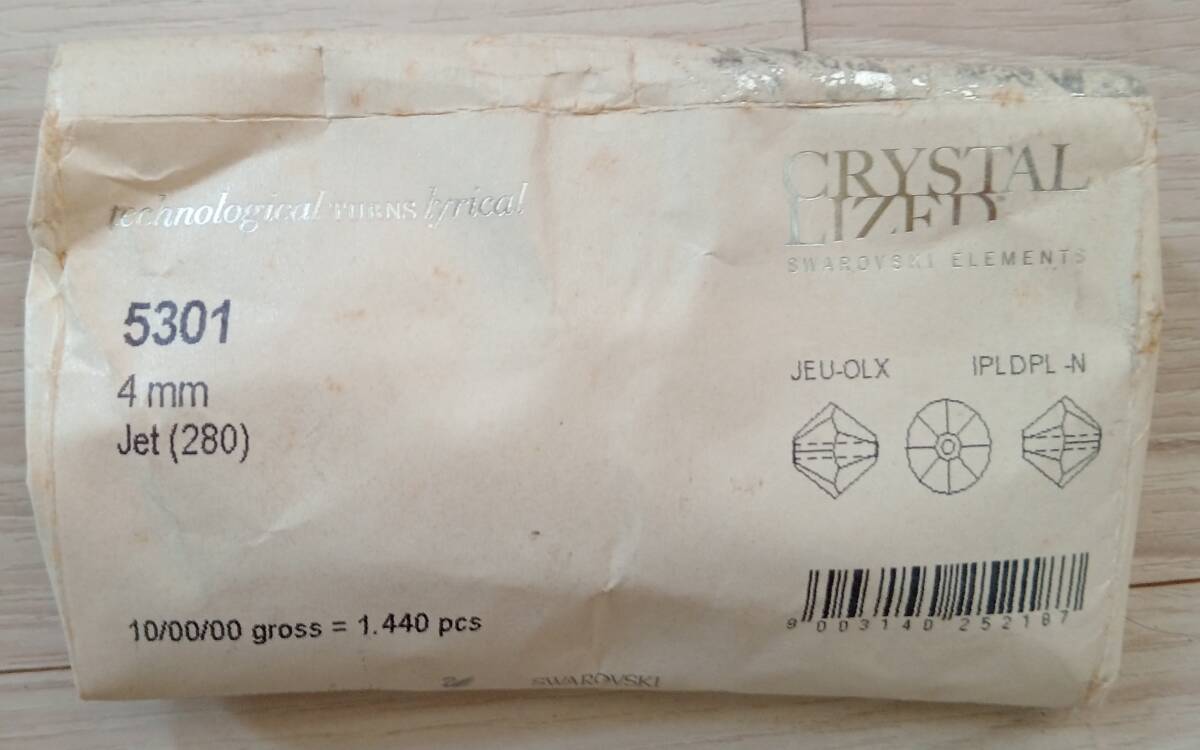 technological TURNS lyrical
CRYSTAL
LIZED™
SWAROVSKI ELEMENTS
5301
4 mm
Jet (280)
JEU-OLX IPLDPL -N
10/00/00 gross = 1.440 pcs
9 003140 252187
SWAROVSKI